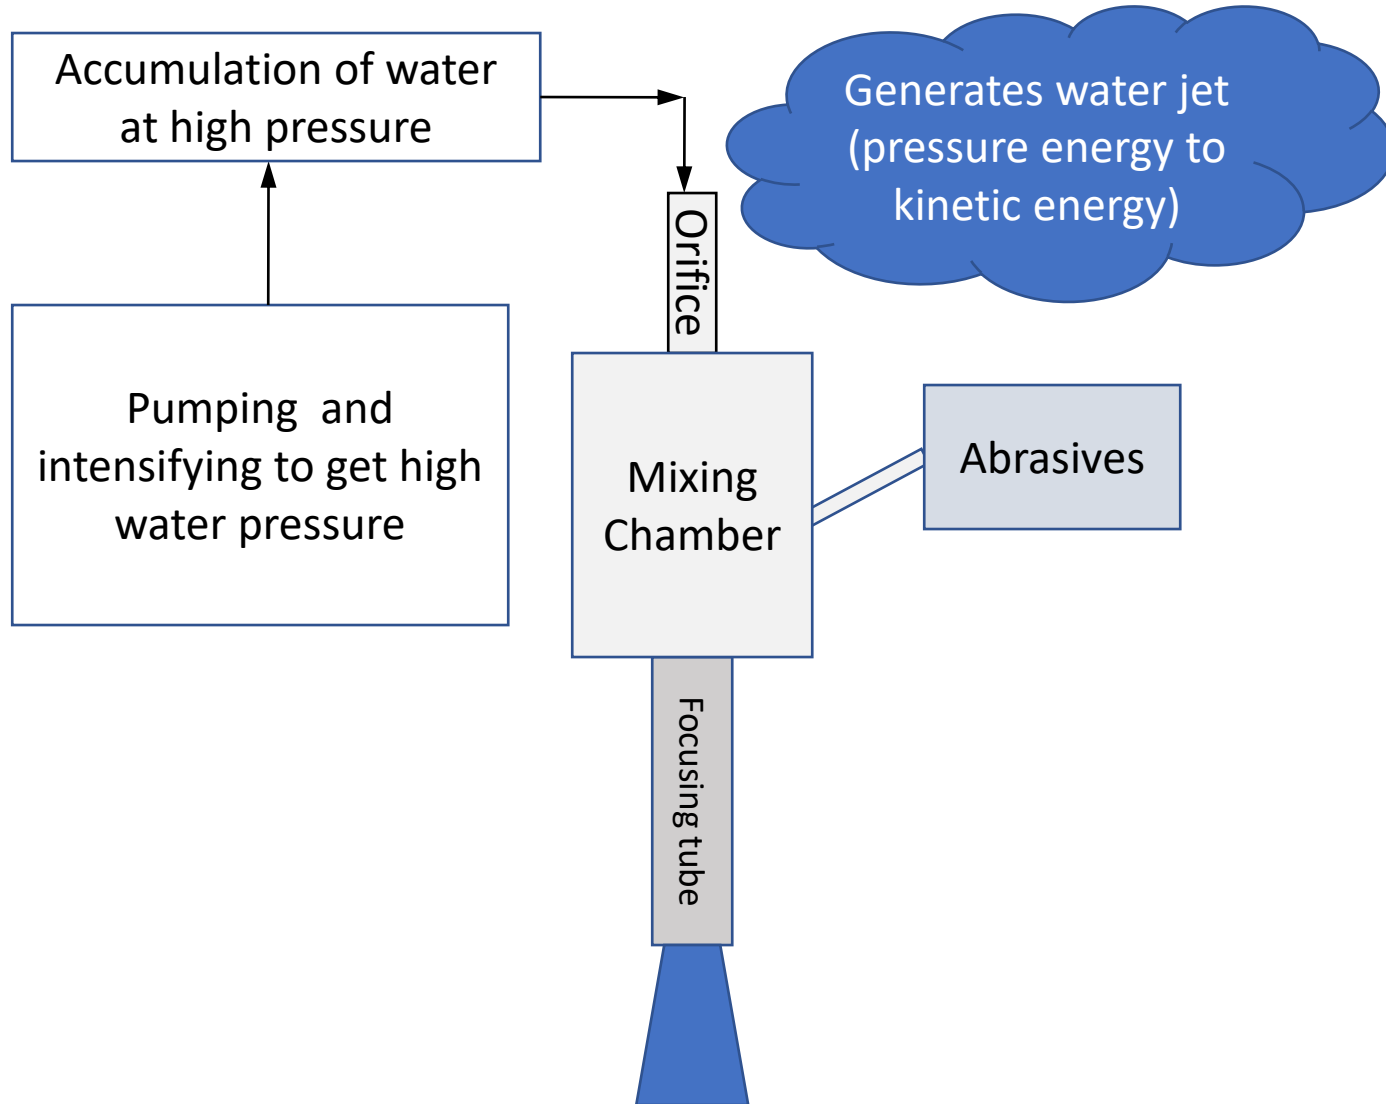 Accumulation of water
at high pressure
Generates water jet
(pressure energy to
kinetic energy)
Orifice
Pumping and
intensifying to get high
water pressure
Mixing
Chamber
Abrasives
Focusing tube